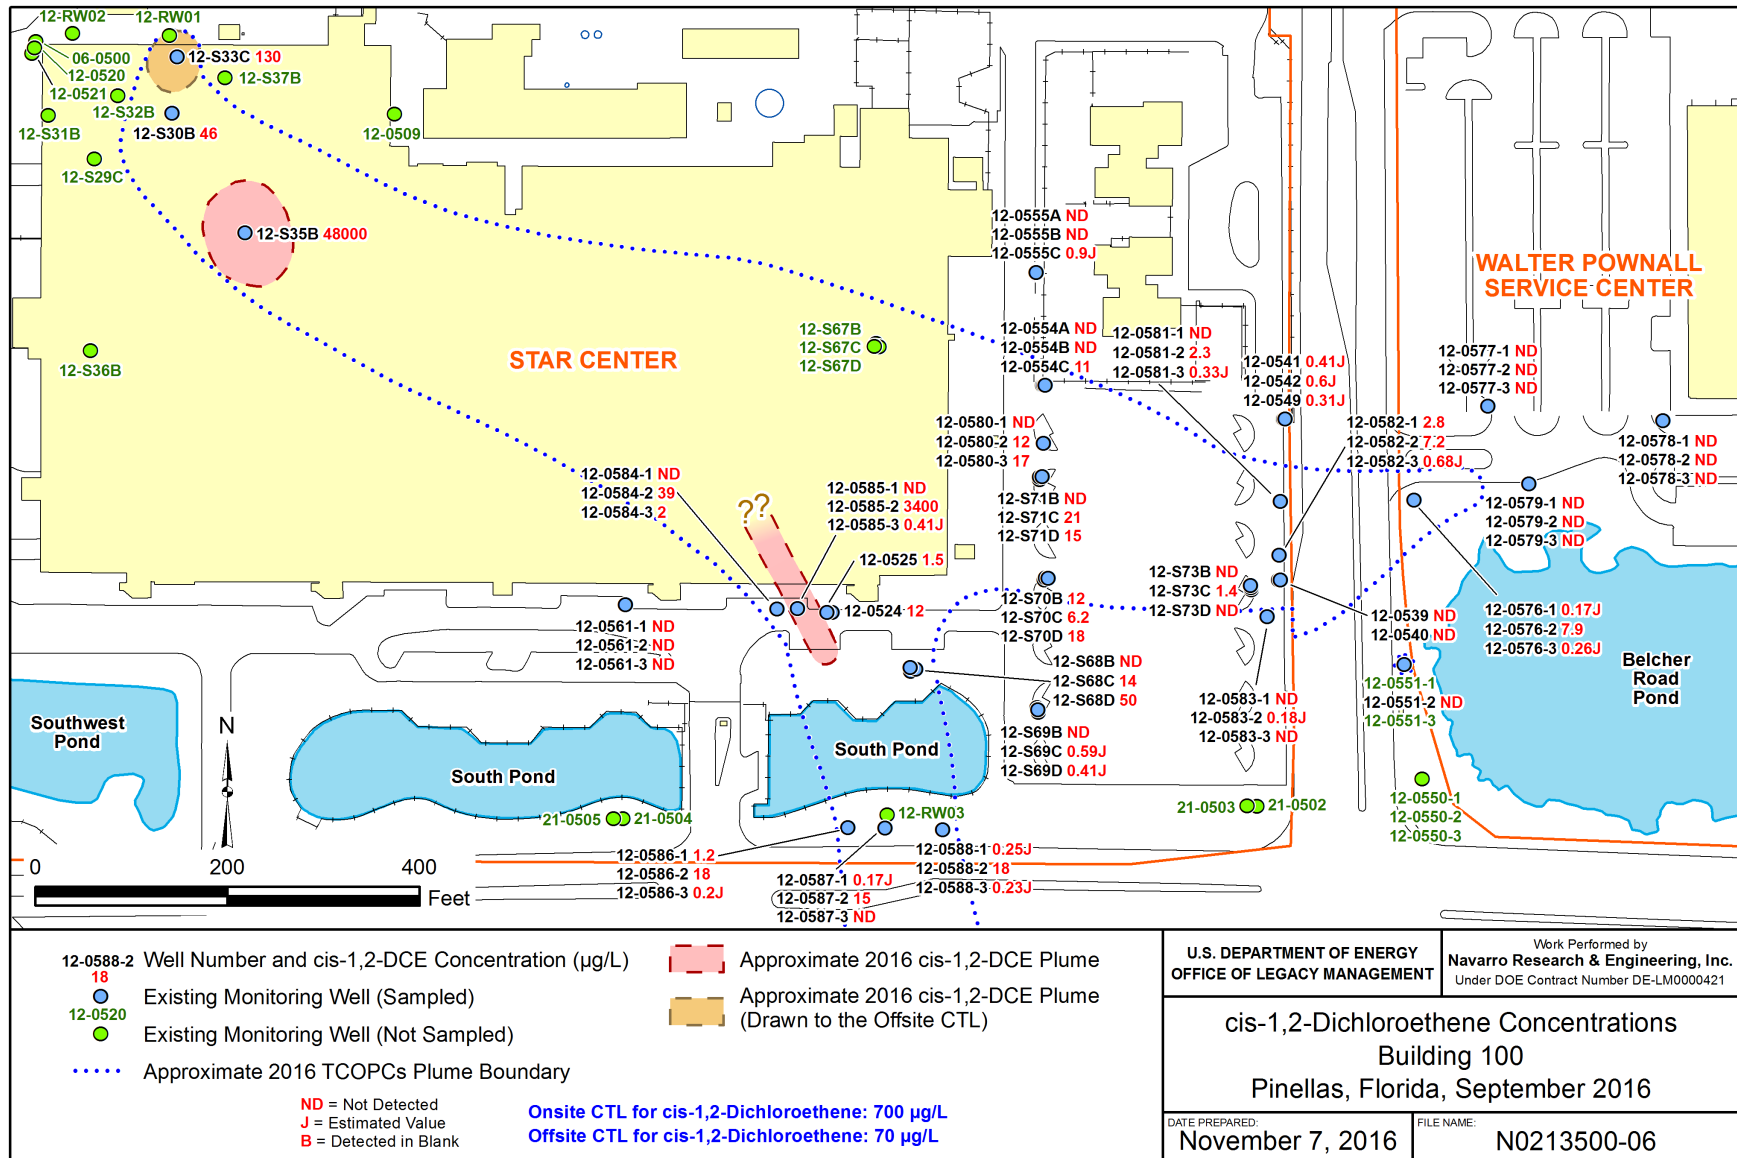 12-RW02
12-RW01
06-0500
12-0520
12-0521
12-S33C 130
12-S37B
12-S32B
12-S31B
12-S30B 46
12-0509
12-S29C
12-S35B 48000
12-S36B
STAR CENTER
12-S67B
12-S67C
12-S67D
12-0555A ND
12-0555B ND
12-0555C 0.9J
12-0554A ND
12-0554B ND
12-0554C 11
12-0581-1 ND
12-0581-2 2.3
12-0581-3 0.33J
12-0541 0.41J
12-0542 0.6J
12-0549 0.31J
WALTER POWNALL
SERVICE CENTER
12-0577-1 ND
12-0577-2 ND
12-0577-3 ND
12-0582-1 2.8
12-0582-2 7.2
12-0582-3 0.68J
12-0578-1 ND
12-0578-2 ND
12-0578-3 ND
12-0580-1 ND
12-0580-2 12
12-0580-3 17
12-0584-1 ND
12-0584-2 39
12-0584-3 2
12-0585-1 ND
12-0585-2 3400
12-0585-3 0.41J
??
12-0525 1.5
12-0524 12
12-S71B ND
12-S71C 21
12-S71D 15
12-0579-1 ND
12-0579-2 ND
12-0579-3 ND
12-S73B ND
12-S73C 1.4
12-S73D ND
12-S70B 12
12-S70C 6.2
12-S70D 18
12-0576-1 0.17J
12-0576-2 7.9
12-0576-3 0.26J
12-0539 ND
12-0540 ND
12-0561-1 ND
12-0561-2 ND
12-0561-3 ND
12-S68B ND
12-S68C 14
12-S68D 50
12-0551-1
12-0551-2 ND
12-0551-3
Belcher
Road
Pond
12-0583-1 ND
12-0583-2 0.18J
12-0583-3 ND
12-S69B ND
12-S69C 0.59J
12-S69D 0.41J
Southwest
Pond
N
South Pond
South Pond
21-0505
21-0504
12-RW03
21-0503
21-0502
12-0550-1
12-0550-2
12-0550-3
12-0586-1 1.2
12-0586-2 18
12-0586-3 0.2J
12-0587-1 0.17J
12-0587-2 15
12-0587-3 ND
12-0588-1 0.25J
12-0588-2 18
12-0588-3 0.23J
0 200 400
Feet
12-0588-2 Well Number and cis-1,2-DCE Concentration (µg/L)
18
Existing Monitoring Well (Sampled)
12-0520
Existing Monitoring Well (Not Sampled)
Approximate 2016 TCOPCs Plume Boundary
Approximate 2016 cis-1,2-DCE Plume
Approximate 2016 cis-1,2-DCE Plume
(Drawn to the Offsite CTL)
ND = Not Detected
J = Estimated Value
B = Detected in Blank
Onsite CTL for cis-1,2-Dichloroethene: 700 µg/L
Offsite CTL for cis-1,2-Dichloroethene: 70 µg/L
U.S. DEPARTMENT OF ENERGY
OFFICE OF LEGACY MANAGEMENT
Work Performed by
Navarro Research & Engineering, Inc.
Under DOE Contract Number DE-LM0000421
cis-1,2-Dichloroethene Concentrations
Building 100
Pinellas, Florida, September 2016
DATE PREPARED:
November 7, 2016
FILE NAME:
N0213500-06